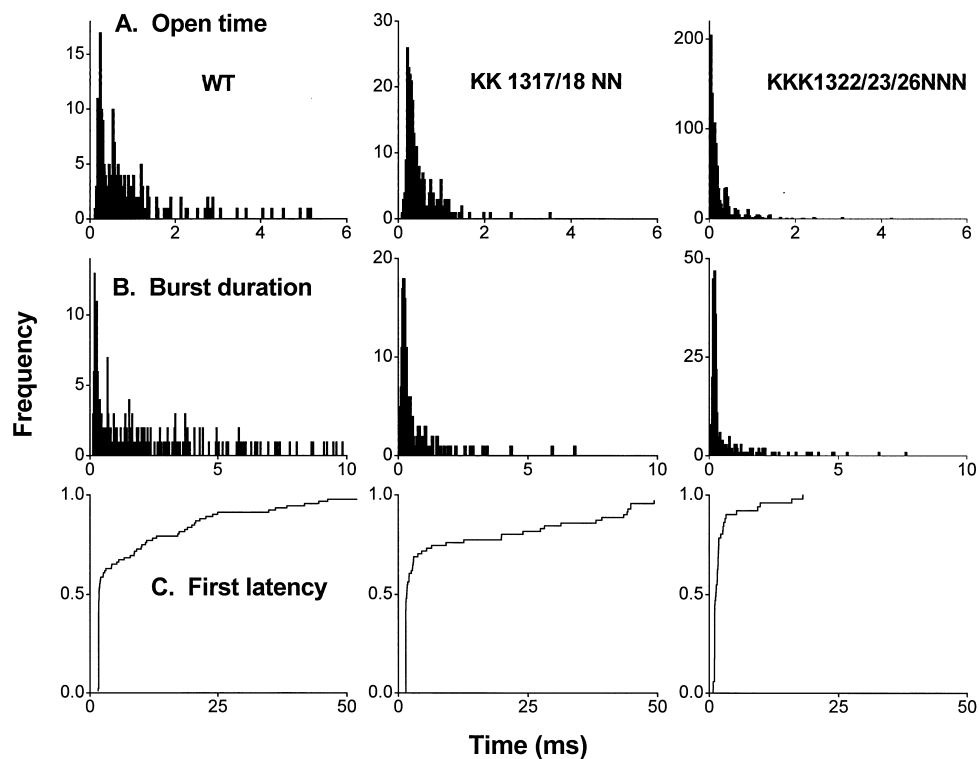 A. Open time
WT
KK 1317/18 NN
KKK1322/23/26NNN
15
10
5
0
0 2 4 6
30
20
10
0
0 2 4 6
200
100
0
0 2 4 6
B. Burst duration
Frequency
10
5
0
0 5 10
20
10
0
0 5 10
50
25
0
0 5 10
C. First latency
1.0
0.5
0.0
0 25 50
1.0
0.5
0.0
0 25 50
1.0
0.5
0.0
0 25 50
Time (ms)